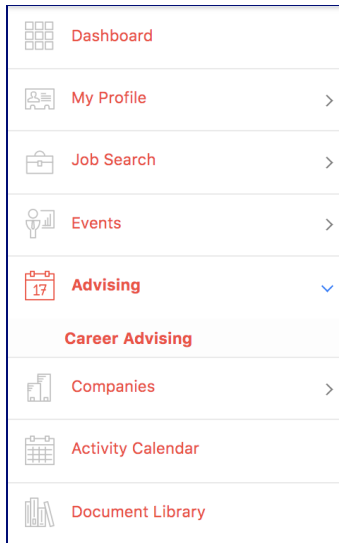 Dashboard
My Profile
Job Search
Events
17
Advising
Career Advising
Companies
Activity Calendar
Document Library